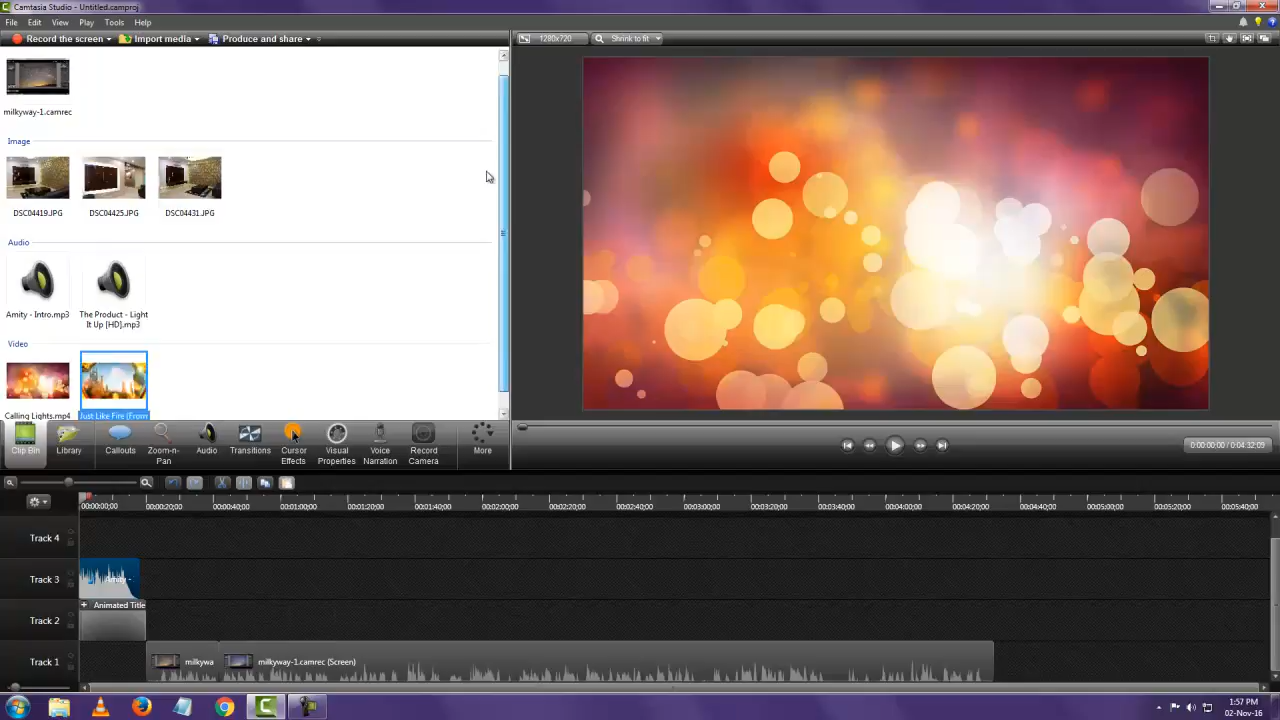 Camtasia Studio - Untitled.camproj
File Edit View Play Tools Help
Record the screen Import media Produce and share
1280x720 Shrink to fit
milkyway-1.camrec
Image
DSC04419.JPG DSC04425.JPG DSC04431.JPG
Audio
Amity - Intro.mp3 The Product - Light It Up [HD].mp3
Video
Calling Lights.mp4 Just Like Fire (From
Clip Bin Library Callouts Zoom-n-Pan Audio Transitions Cursor Effects Visual Properties Voice Narration Record Camera More
0:00:00;00 / 0:04:32;09
00:00:00;00 00:00:20;00 00:00:40;00 00:01:00;00 00:01:20;00 00:01:40;00 00:02:00;00 00:02:20;00 00:02:40;00 00:03:00;00 00:03:20;00 00:03:40;00 00:04:00;00 00:04:20;00 00:04:40;00 00:05:00;00 00:05:20;00 00:05:40;00
Track 4
Track 3 Amity -
Track 2 Animated Title
Track 1 milkywa milkyway-1.camrec (Screen)
1:57 PM
02-Nov-16